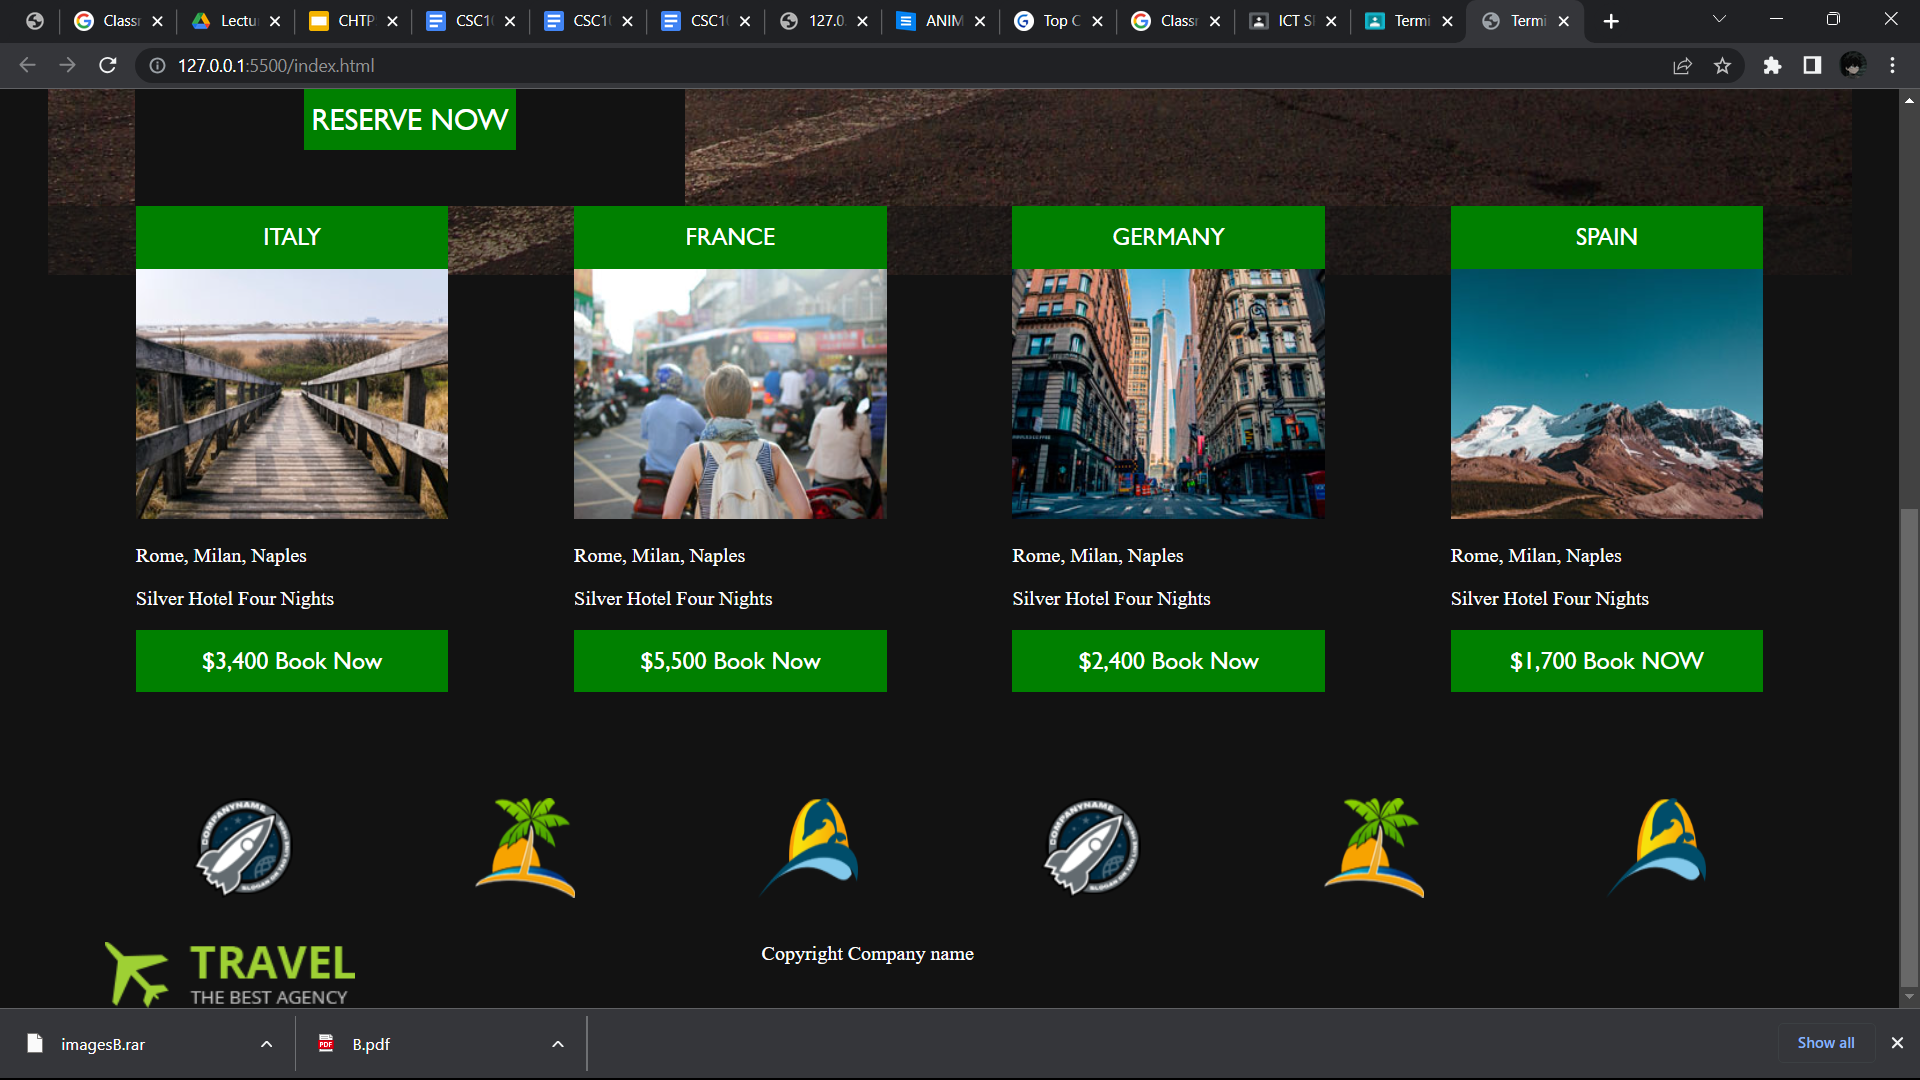 Classr
Lectu
CHTP
CSC1
CSC1
CSC1
127.0.
ANIM
Top C
Classr
ICT S
Termi
Termi
127.0.0.1:5500/index.html
RESERVE NOW
ITALY
FRANCE
GERMANY
SPAIN
Rome, Milan, Naples
Rome, Milan, Naples
Rome, Milan, Naples
Rome, Milan, Naples
Silver Hotel Four Nights
Silver Hotel Four Nights
Silver Hotel Four Nights
Silver Hotel Four Nights
$3,400 Book Now
$5,500 Book Now
$2,400 Book Now
$1,700 Book NOW
COMPANYNAME
COMPANYNAME
TRAVEL
THE BEST AGENCY
Copyright Company name
imagesB.rar
PDF
B.pdf
Show all